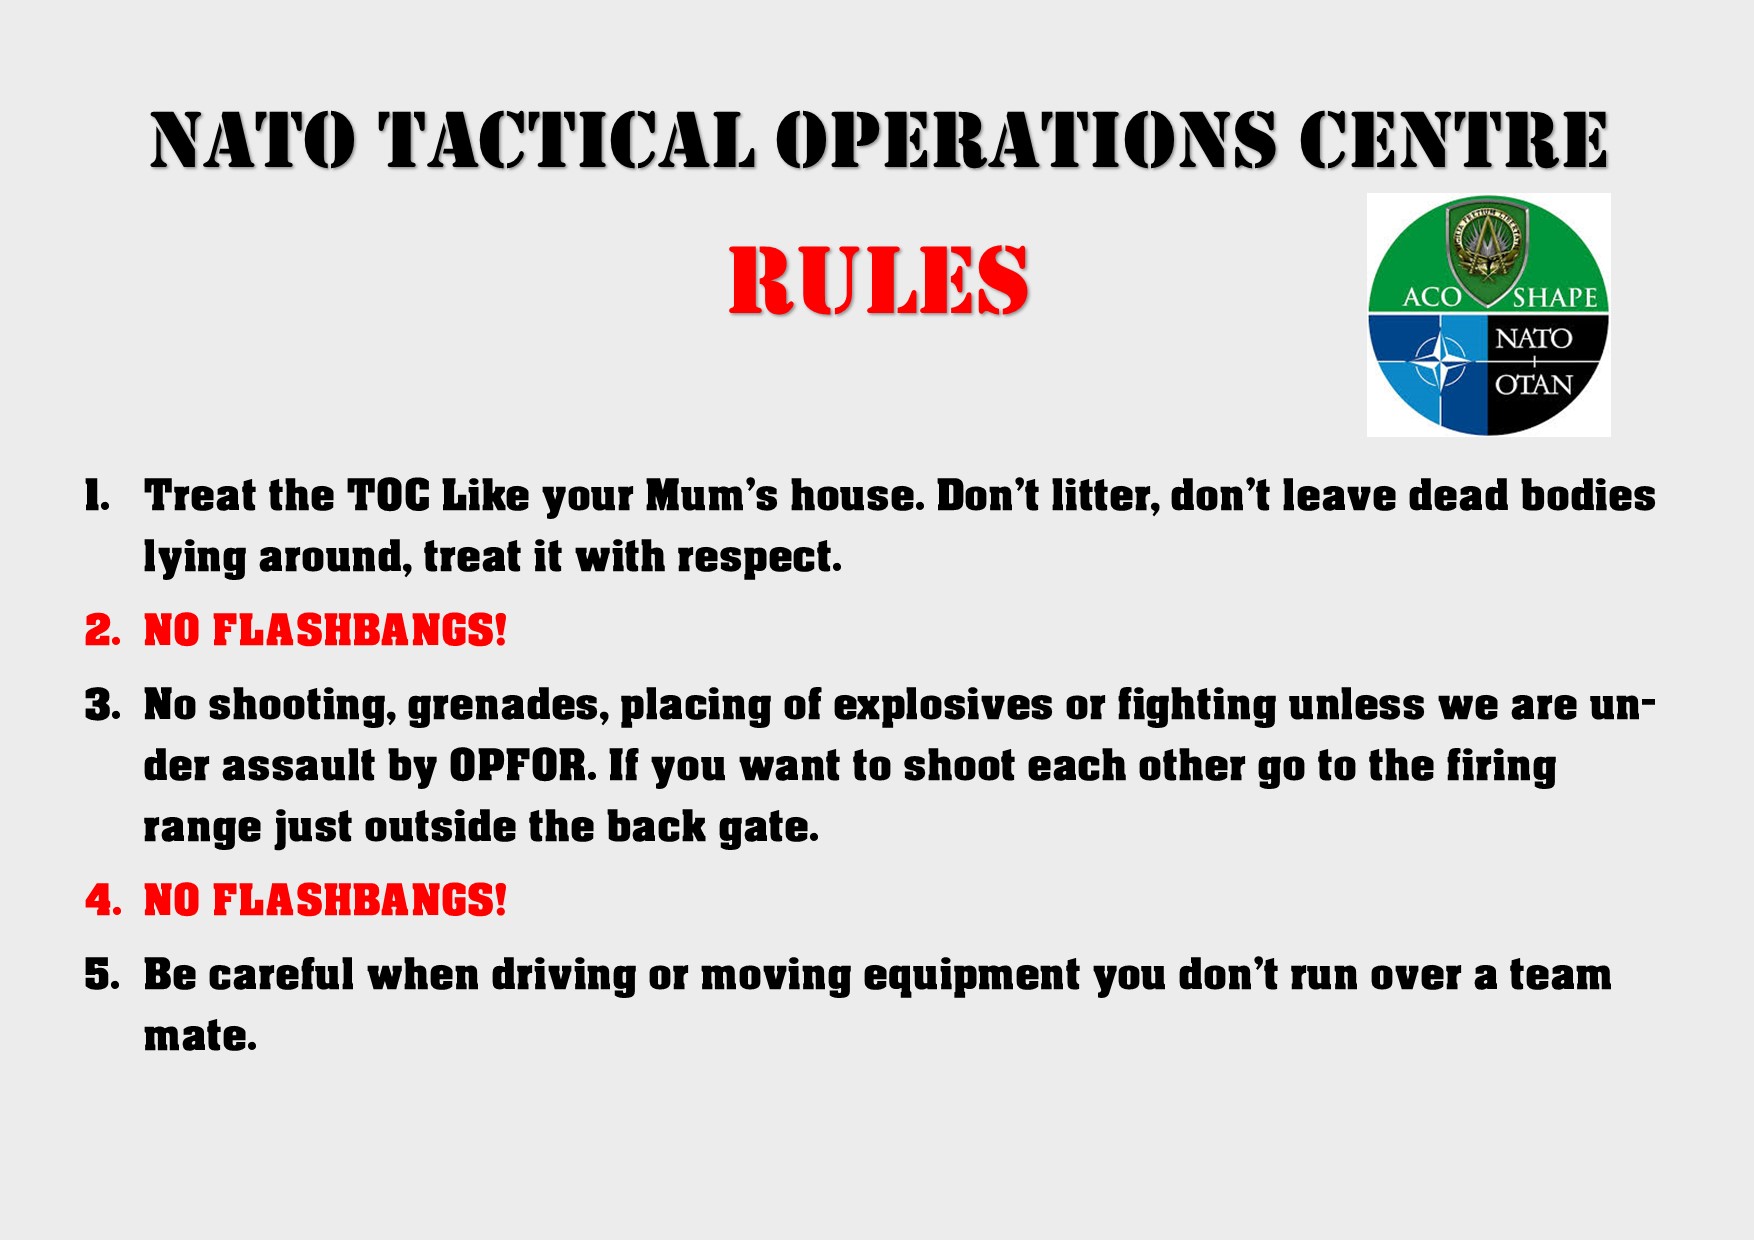 NATO TACTICAL OPERATIONS CENTRE
RULES
ACO SHAPE
NATO
OTAN
1. Treat the TOC Like your Mum's house. Don't litter, don't leave dead bodies
lying around, treat it with respect.
2. NO FLASHBANGS!
3. No shooting, grenades, placing of explosives or fighting unless we are un-
der assault by OPFOR. If you want to shoot each other go to the firing
range just outside the back gate.
4. NO FLASHBANGS!
5. Be careful when driving or moving equipment you don't run over a team
mate.